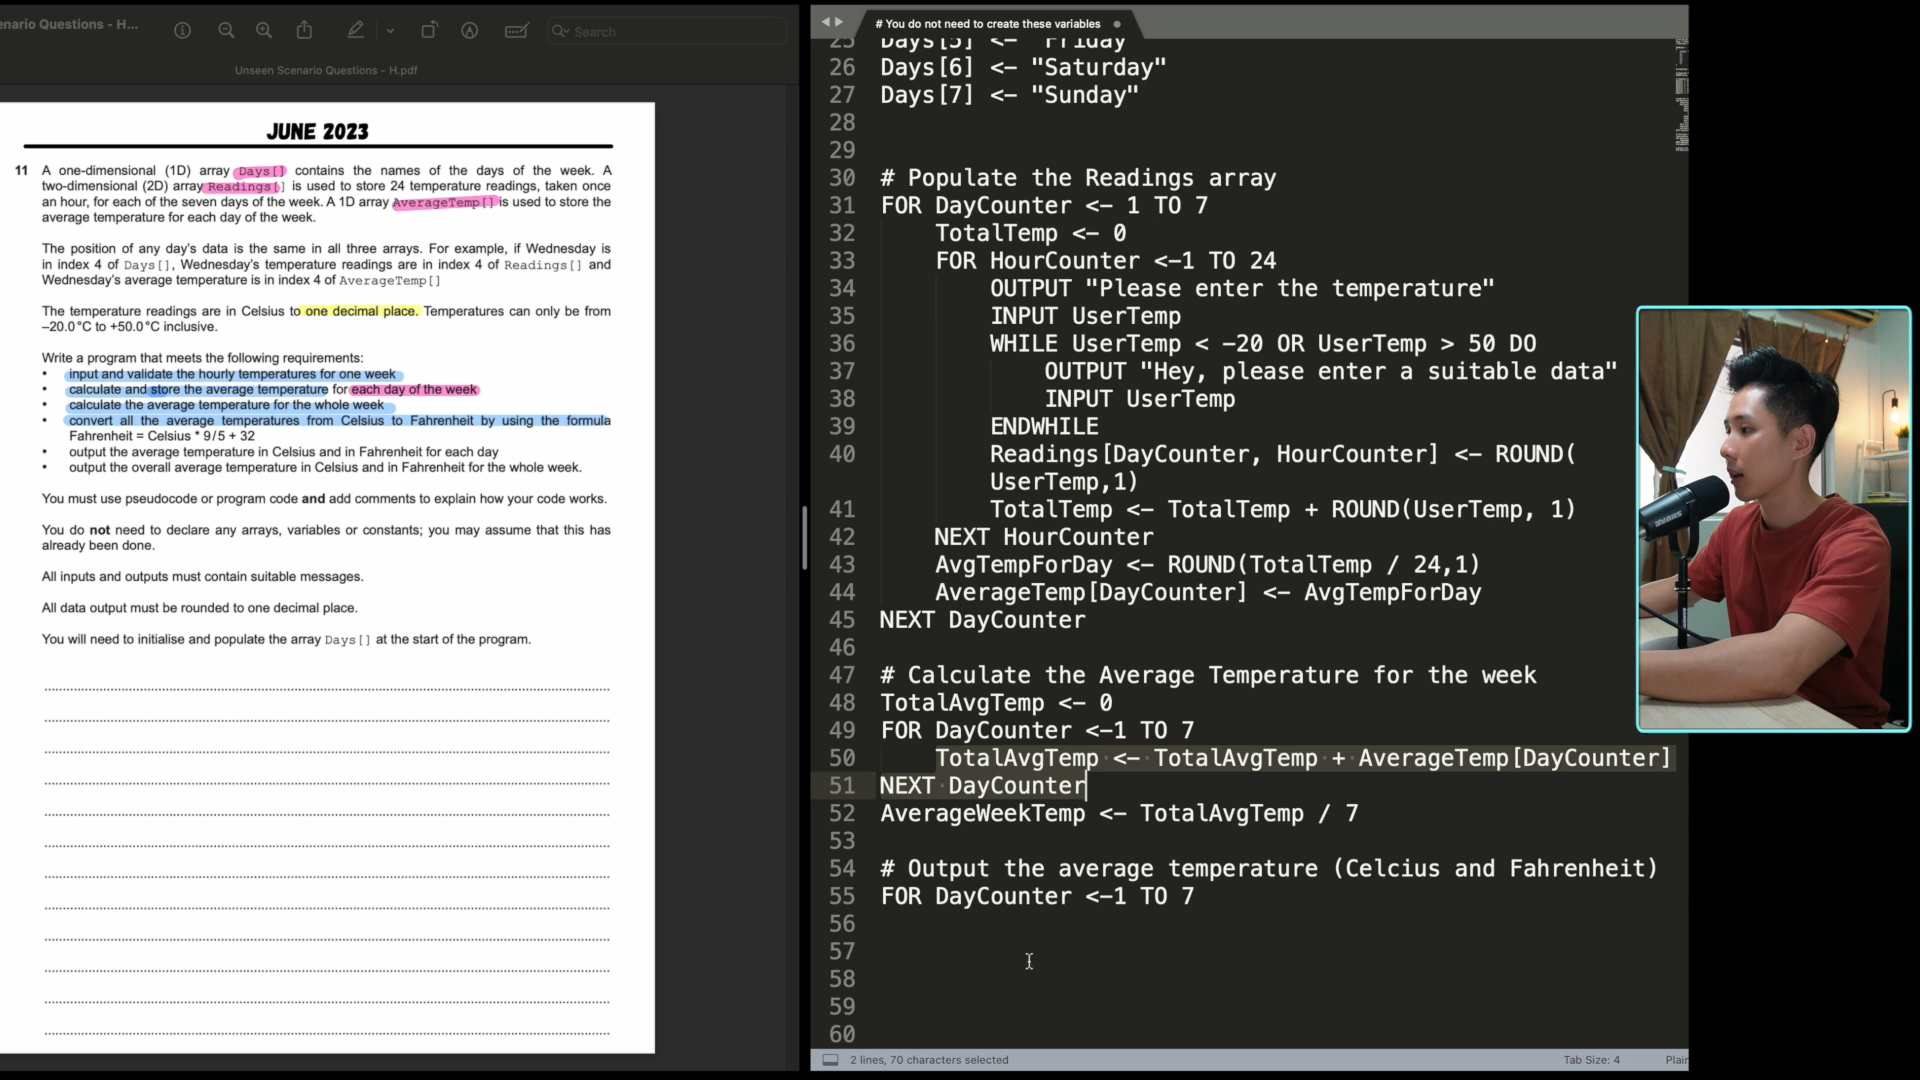 enario Questions - H...
Search
Unseen Scenario Questions - H.pdf
JUNE 2023
11 A one-dimensional (1D) array Days[] contains the names of the days of the week. A
two-dimensional (2D) array Readings[] is used to store 24 temperature readings, taken once
an hour, for each of the seven days of the week. A 1D array AverageTemp[] is used to store the
average temperature for each day of the week.
The position of any day's data is the same in all three arrays. For example, if Wednesday is
in index 4 of Days[], Wednesday's temperature readings are in index 4 of Readings[] and
Wednesday's average temperature is in index 4 of AverageTemp[]
The temperature readings are in Celsius to one decimal place. Temperatures can only be from
–20.0°C to +50.0°C inclusive.
Write a program that meets the following requirements:
• input and validate the hourly temperatures for one week
• calculate and store the average temperature for each day of the week
• calculate the average temperature for the whole week
• convert all the average temperatures from Celsius to Fahrenheit by using the formula
Fahrenheit = Celsius * 9/5 + 32
• output the average temperature in Celsius and in Fahrenheit for each day
• output the overall average temperature in Celsius and in Fahrenheit for the whole week.
You must use pseudocode or program code and add comments to explain how your code works.
You do not need to declare any arrays, variables or constants; you may assume that this has
already been done.
All inputs and outputs must contain suitable messages.
All data output must be rounded to one decimal place.
You will need to initialise and populate the array Days[] at the start of the program.
# You do not need to create these variables
25 Days[5] <- "Friday"
26 Days[6] <- "Saturday"
27 Days[7] <- "Sunday"
28
29
30 # Populate the Readings array
31 FOR DayCounter <- 1 TO 7
32 TotalTemp <- 0
33 FOR HourCounter <-1 TO 24
34 OUTPUT "Please enter the temperature"
35 INPUT UserTemp
36 WHILE UserTemp < -20 OR UserTemp > 50 DO
37 OUTPUT "Hey, please enter a suitable data"
38 INPUT UserTemp
39 ENDWHILE
40 Readings[DayCounter, HourCounter] <- ROUND(
UserTemp,1)
41 TotalTemp <- TotalTemp + ROUND(UserTemp, 1)
42 NEXT HourCounter
43 AvgTempForDay <- ROUND(TotalTemp / 24,1)
44 AverageTemp[DayCounter] <- AvgTempForDay
45 NEXT DayCounter
46
47 # Calculate the Average Temperature for the week
48 TotalAvgTemp <- 0
49 FOR DayCounter <-1 TO 7
50 TotalAvgTemp <- TotalAvgTemp + AverageTemp[DayCounter]
51 NEXT DayCounter
52 AverageWeekTemp <- TotalAvgTemp / 7
53
54 # Output the average temperature (Celcius and Fahrenheit)
55 FOR DayCounter <-1 TO 7
56
57
58
59
60
2 lines, 70 characters selected
Tab Size: 4
Plain